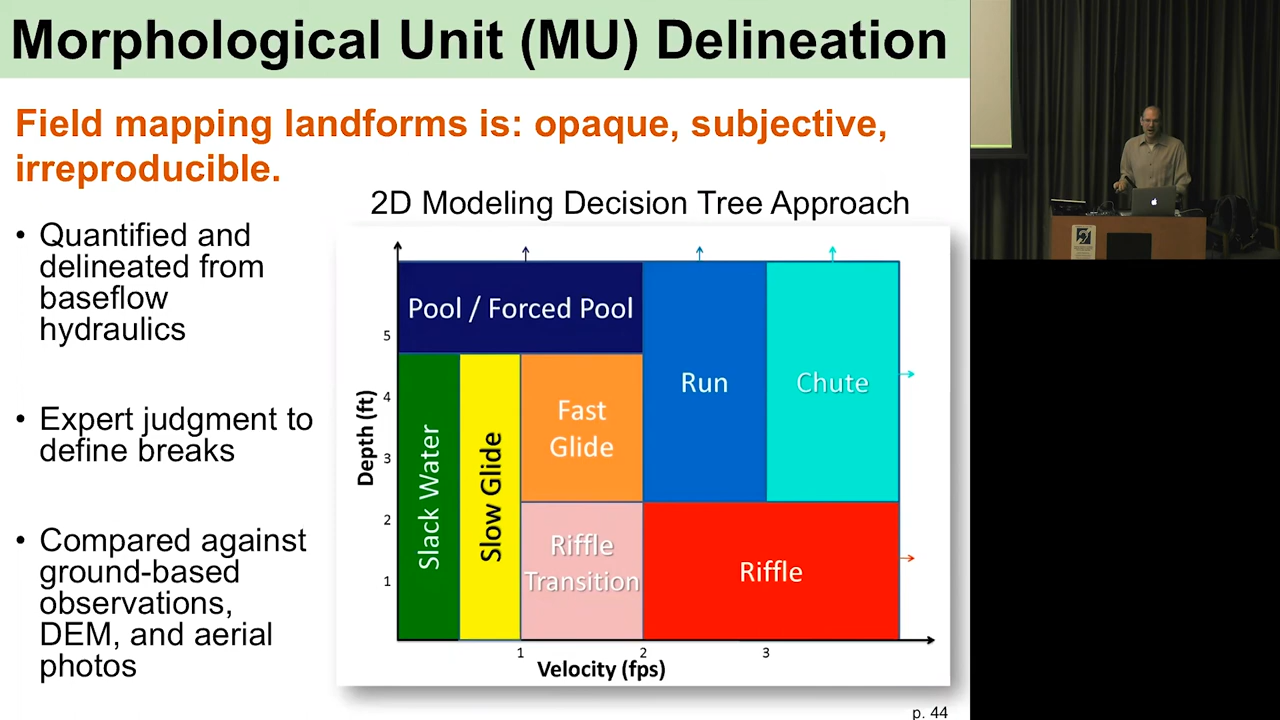 Morphological Unit (MU) Delineation
Field mapping landforms is: opaque, subjective,
irreproducible.
2D Modeling Decision Tree Approach
• Quantified and
delineated from
baseflow
hydraulics
• Expert judgment to
define breaks
• Compared against
ground-based
observations,
DEM, and aerial
photos
Depth (ft)
5
4
3
2
1
Pool / Forced Pool
Run
Chute
Slack Water
Slow Glide
Fast
Glide
Riffle
Transition
Riffle
1
2
3
Velocity (fps)
p. 44